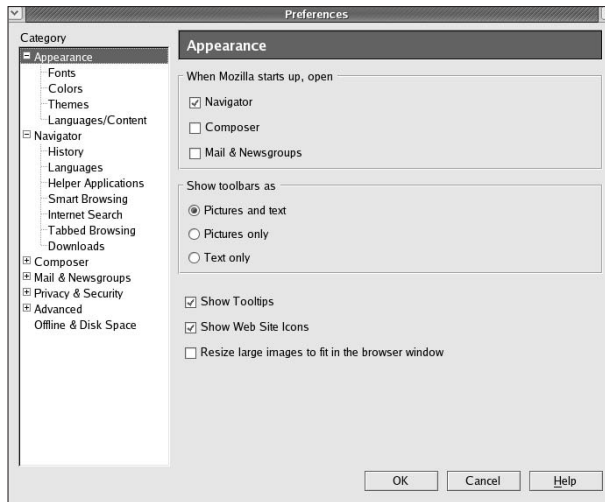 Preferences
Category
Appearance
Fonts
Colors
Themes
Languages/Content
Navigator
History
Languages
Helper Applications
Smart Browsing
Internet Search
Tabbed Browsing
Downloads
Composer
Mail & Newsgroups
Privacy & Security
Advanced
Offline & Disk Space
Appearance
When Mozilla starts up, open
Navigator
Composer
Mail & Newsgroups
Show toolbars as
Pictures and text
Pictures only
Text only
Show Tooltips
Show Web Site Icons
Resize large images to fit in the browser window
OK
Cancel
Help